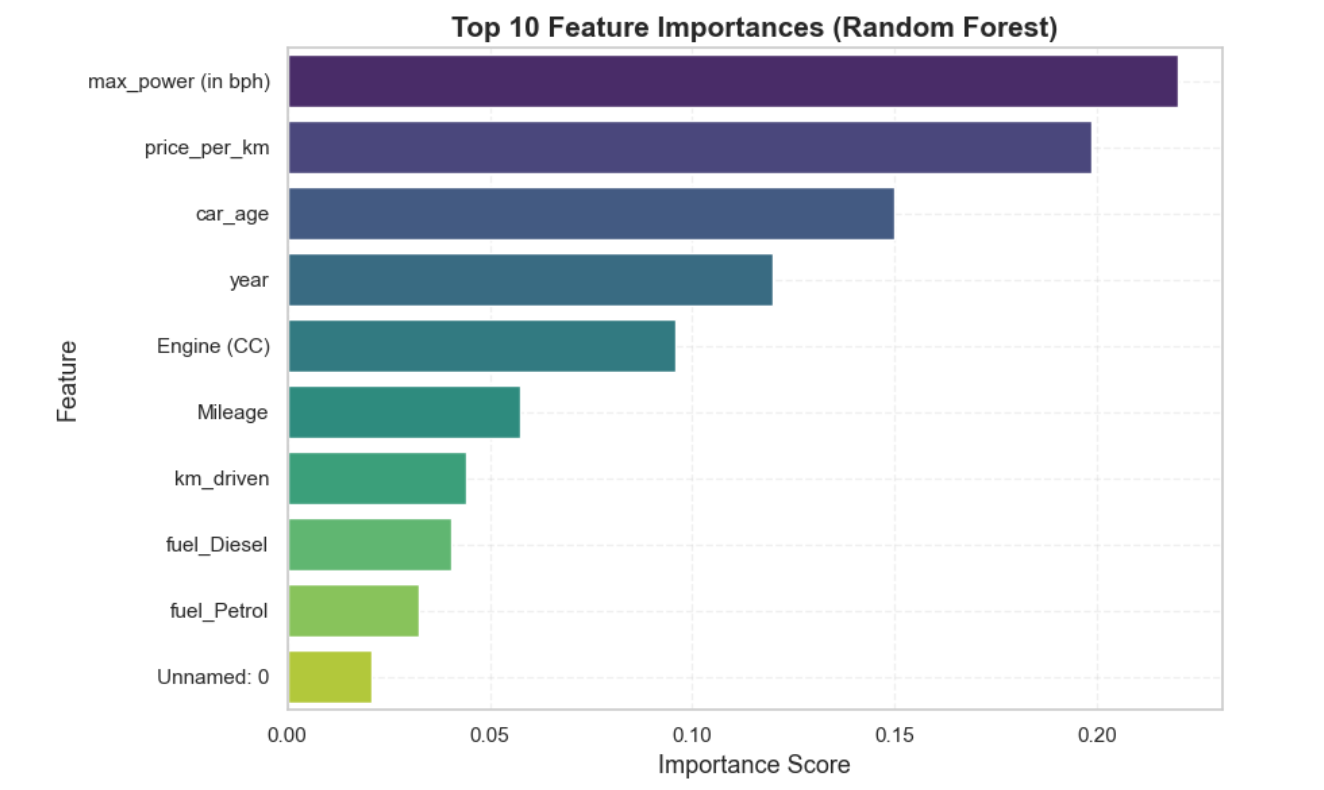 Top 10 Feature Importances (Random Forest)
max_power (in bph)
price_per_km
car_age
year
Engine (CC)
Mileage
km_driven
fuel_Diesel
fuel_Petrol
Unnamed: 0
Feature
0.00 0.05 0.10 0.15 0.20
Importance Score